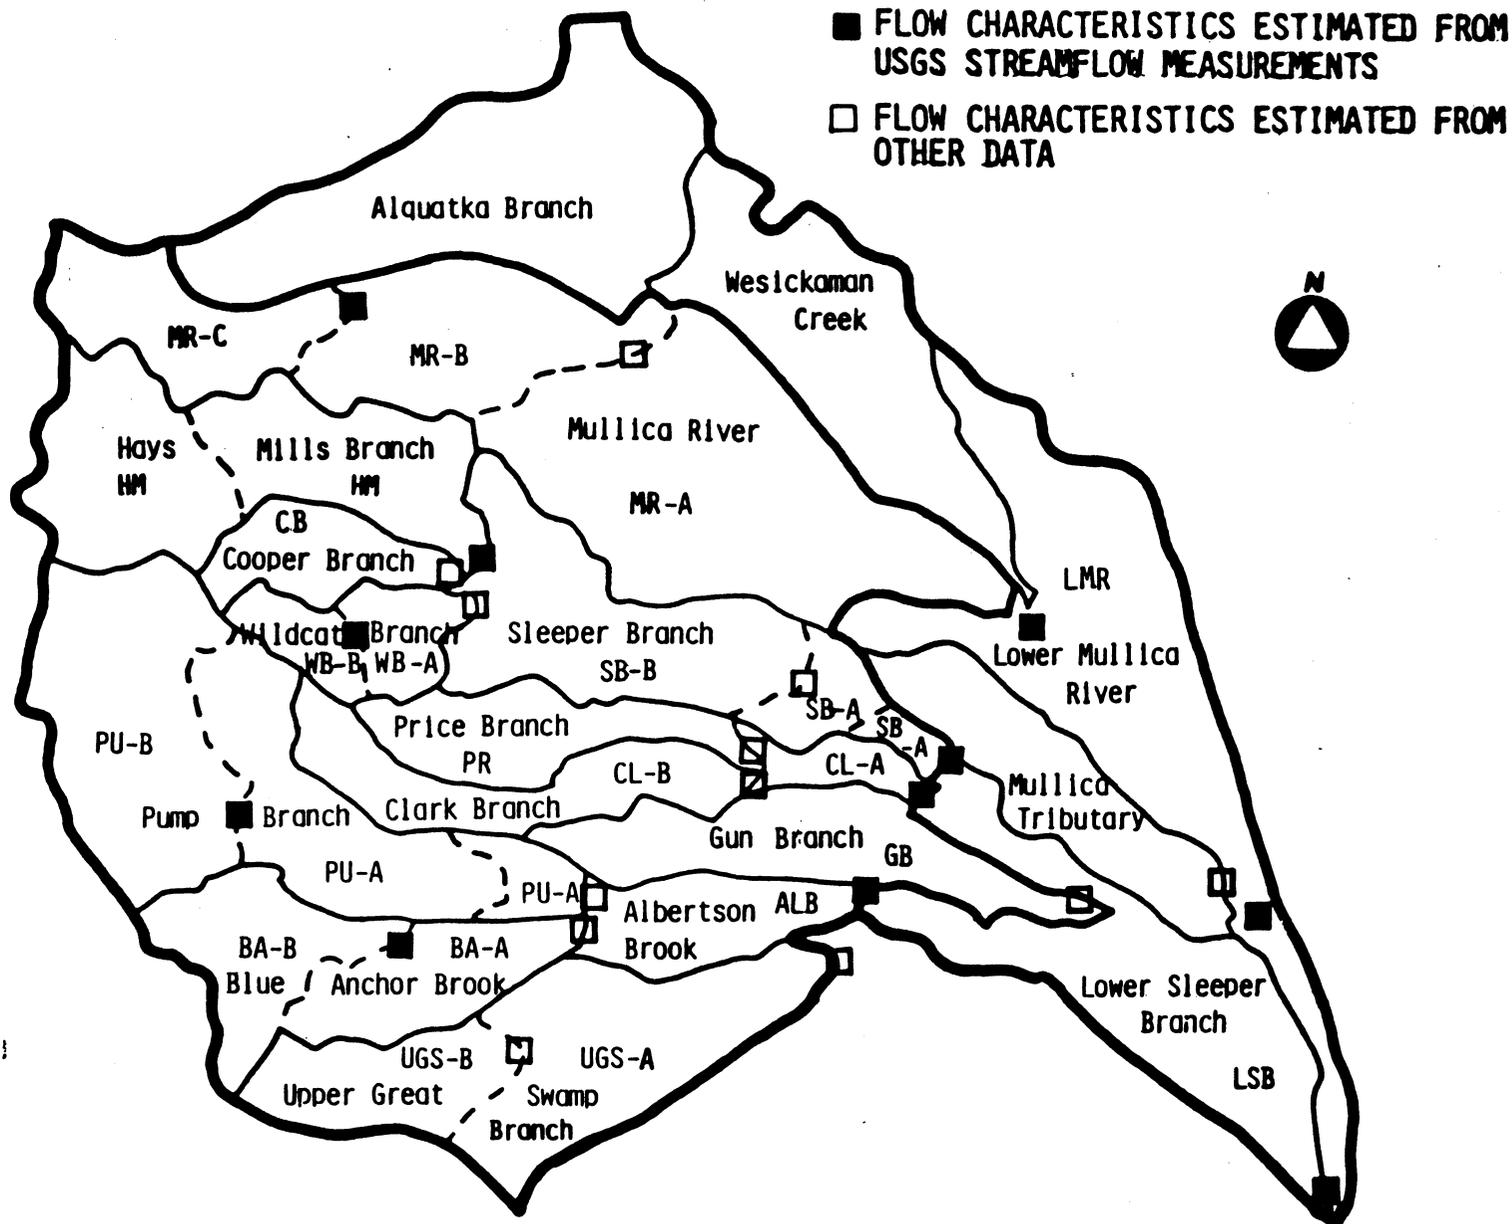 FLOW CHARACTERISTICS ESTIMATED FROM
USGS STREAMFLOW MEASUREMENTS
FLOW CHARACTERISTICS ESTIMATED FROM
OTHER DATA
Alquatka Branch
Wesickaman
Creek
N
MR-C
MR-B
Mullica River
MR-A
Hays
HM
Mills Branch
HM
CB
Cooper Branch
LMR
Lower Mullica
River
Wildcat Branch
WB-B
WB-A
Sleeper Branch
SB-B
SB-A
SB
-A
Price Branch
PR
PU-B
CL-B
CL-A
Clark Branch
Mullica
Tributary
Pump Branch
Gun Branch
GB
PU-A
PU-A
Albertson
Brook
ALB
BA-B
BA-A
Blue Anchor Brook
Lower Sleeper
Branch
LSB
UGS-B
UGS-A
Upper Great Swamp
Branch